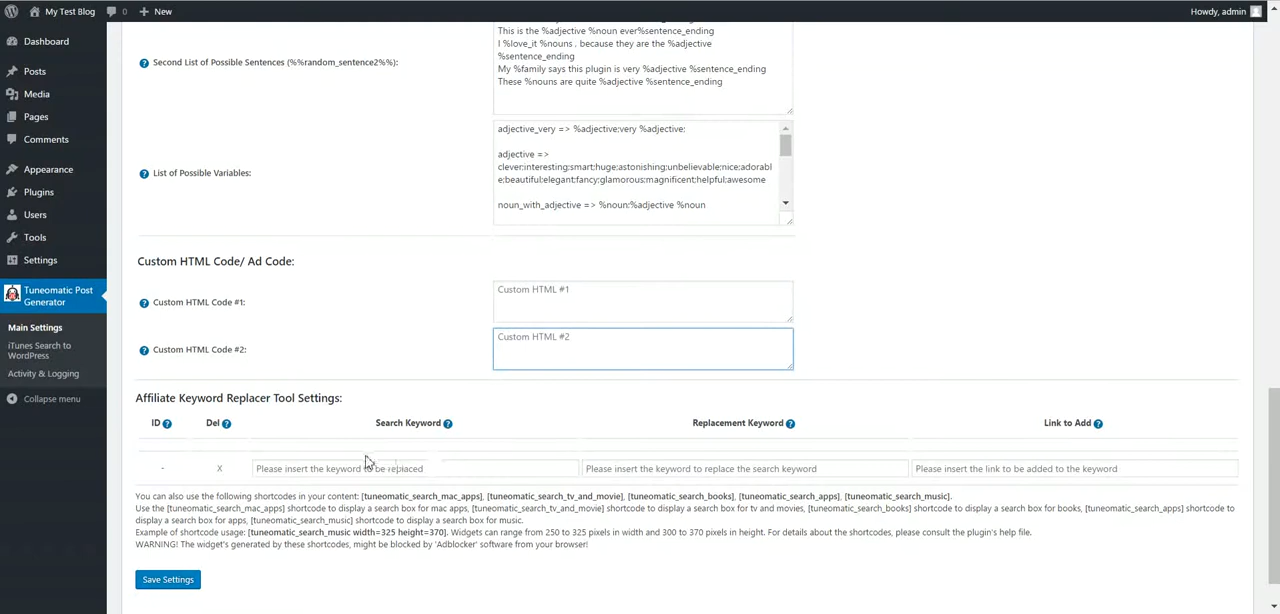 My Test Blog
0
New
Howdy, admin
Dashboard
Posts
Media
Pages
Comments
Appearance
Plugins
Users
Tools
Settings
Tuneomatic Post
Generator
Main Settings
iTunes Search to
WordPress
Activity & Logging
Collapse menu
Second List of Possible Sentences (%%random_sentence2%%):
This is the %adjective %noun ever%sentence_ending
I %love_it %nouns , because they are the %adjective
%sentence_ending
My %family says this plugin is very %adjective %sentence_ending
These %nouns are quite %adjective %sentence_ending
List of Possible Variables:
adjective_very => %adjective;very %adjective;
adjective =>
clever;interesting;smart;huge;astonishing;unbelievable;nice;adorabl
e;beautiful;elegant;fancy;glamorous;magnificent;helpful;awesome
noun_with_adjective => %noun;%adjective %noun
Custom HTML Code/ Ad Code:
Custom HTML Code #1:
Custom HTML #1
Custom HTML Code #2:
Custom HTML #2
Affiliate Keyword Replacer Tool Settings:
ID Del Search Keyword Replacement Keyword Link to Add
- X Please insert the keyword to be replaced Please insert the keyword to replace the search keyword Please insert the link to be added to the keyword
You can also use the following shortcodes in your content: [tuneomatic_search_mac_apps], [tuneomatic_search_tv_and_movie], [tuneomatic_search_books], [tuneomatic_search_apps], [tuneomatic_search_music].
Use the [tuneomatic_search_mac_apps] shortcode to display a search box for mac apps, [tuneomatic_search_tv_and_movie] shortcode to display a search box for tv and movies, [tuneomatic_search_books] shortcode to display a search box for books, [tuneomatic_search_apps] shortcode to
display a search box for apps, [tuneomatic_search_music] shortcode to display a search box for music.
Example of shortcode usage: [tuneomatic_search_music width=325 height=370]. Widgets can range from 250 to 325 pixels in width and 300 to 370 pixels in height. For details about the shortcodes, please consult the plugin's help file.
WARNING! The widget's generated by these shortcodes, might be blocked by 'Adblocker' software from your browser!
Save Settings